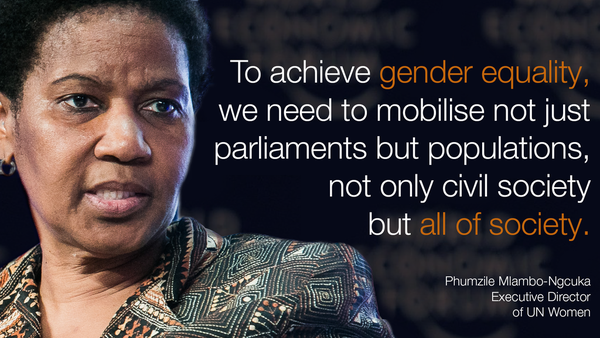 To achieve gender equality,
we need to mobilise not just
parliaments but populations,
not only civil society
but all of society.
Phumzile Mlambo-Ngcuka
Executive Director
of UN Women